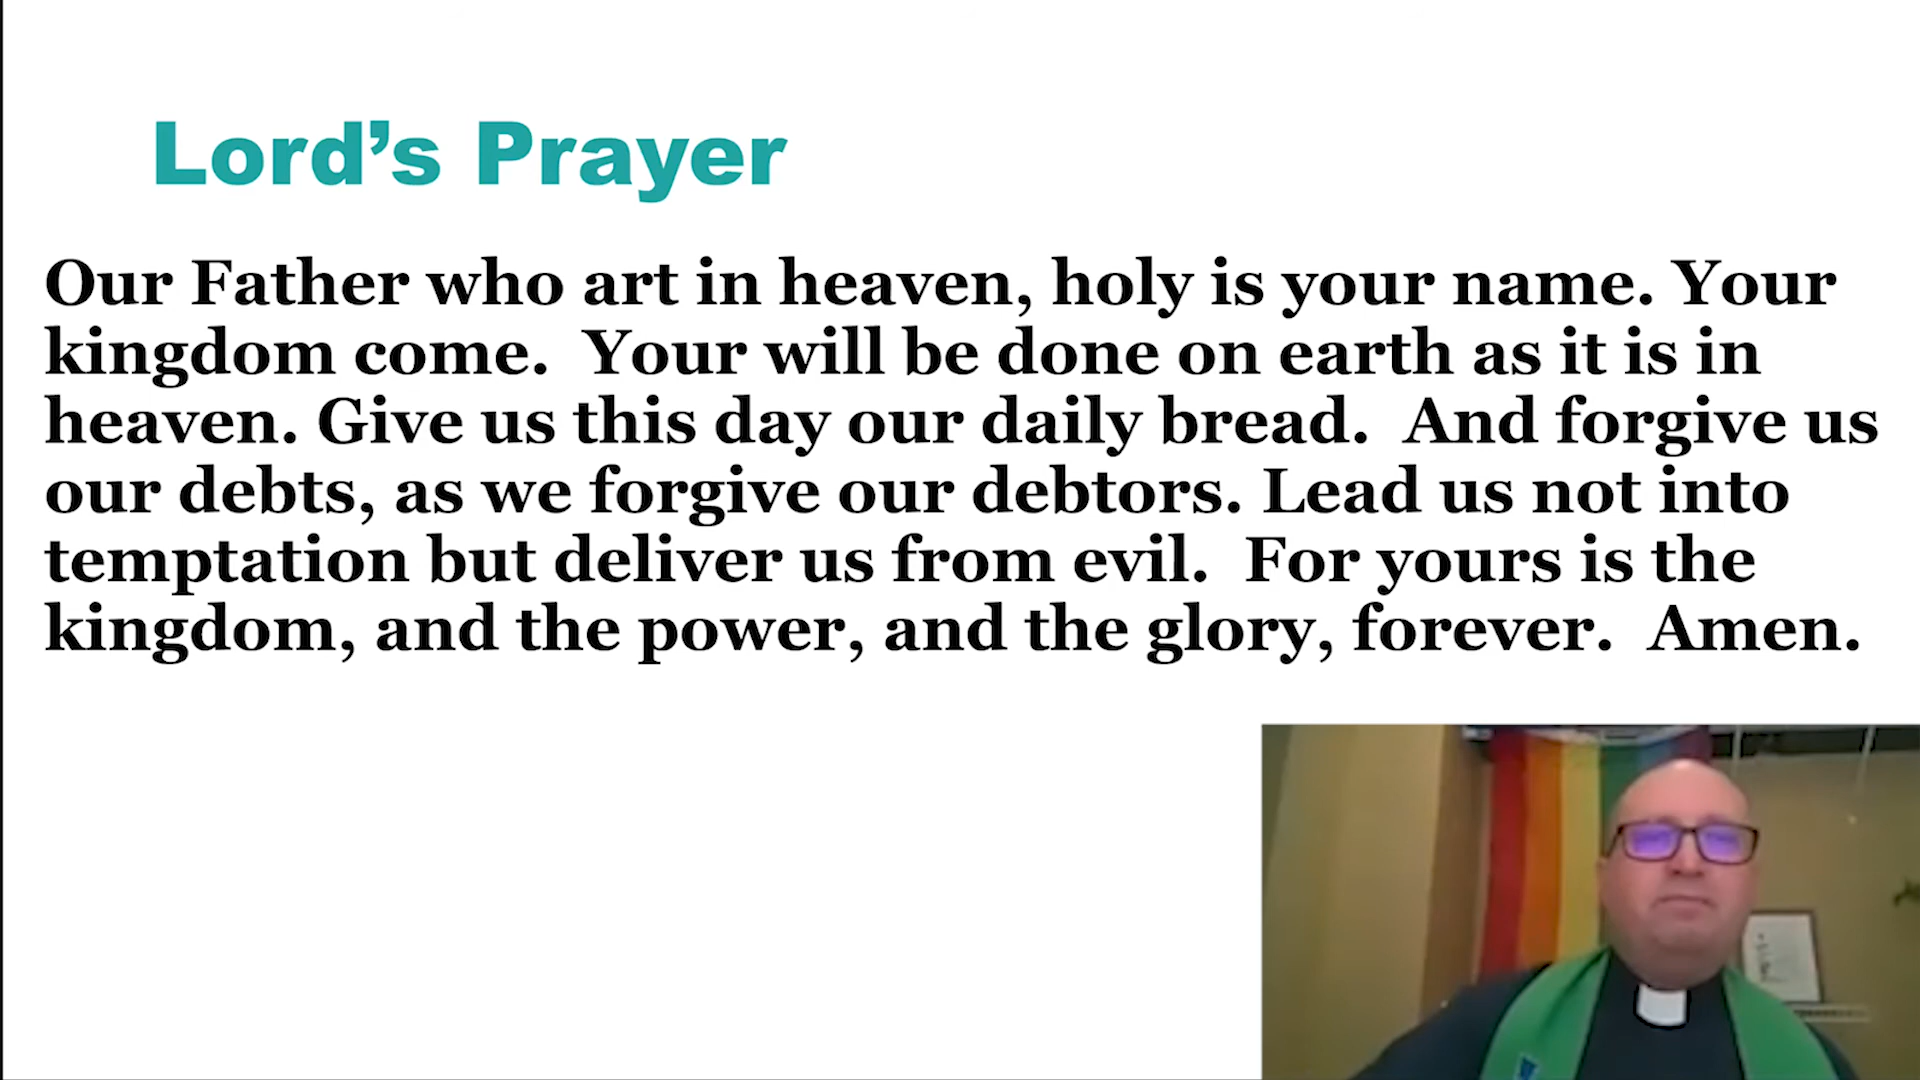 Lord’s Prayer
Our Father who art in heaven, holy is your name. Your
kingdom come.  Your will be done on earth as it is in
heaven. Give us this day our daily bread.  And forgive us
our debts, as we forgive our debtors. Lead us not into
temptation but deliver us from evil.  For yours is the
kingdom, and the power, and the glory, forever.  Amen.